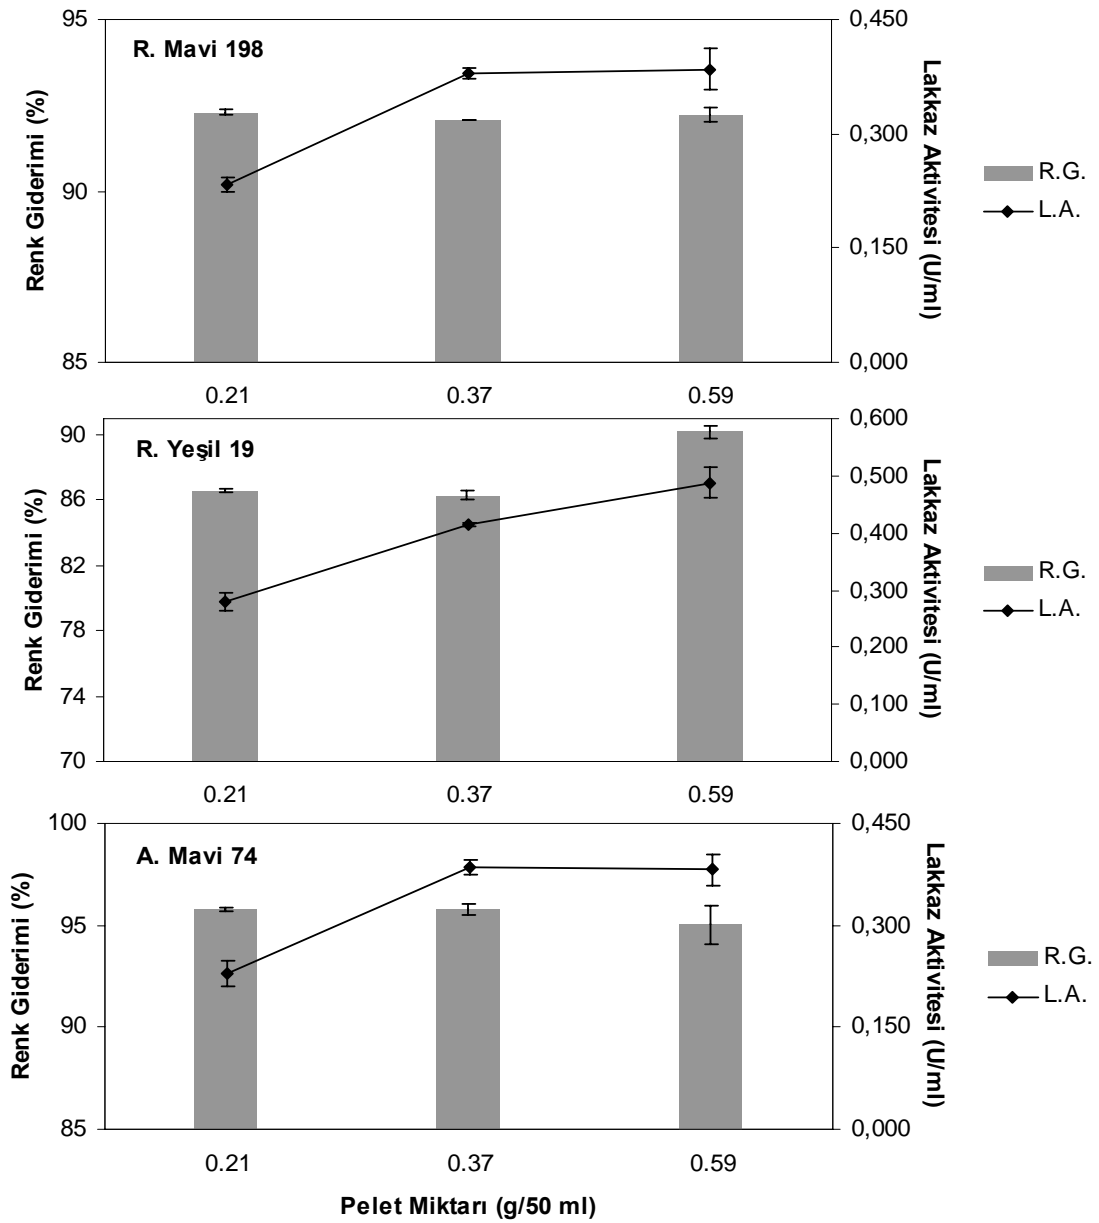 R. Mavi 198
Renk Giderimi (%)
95
90
85
0,450
0,300
0,150
0,000
Lakkaz Aktivitesi (U/ml)
0.21 0.37 0.59
R.G.
L.A.
R. Yeşil 19
Renk Giderimi (%)
90
86
82
78
74
70
0,600
0,500
0,400
0,300
0,200
0,100
0,000
Lakkaz Aktivitesi (U/ml)
0.21 0.37 0.59
R.G.
L.A.
A. Mavi 74
Renk Giderimi (%)
100
95
90
85
0,450
0,300
0,150
0,000
Lakkaz Aktivitesi (U/ml)
0.21 0.37 0.59
R.G.
L.A.
Pelet Miktarı (g/50 ml)